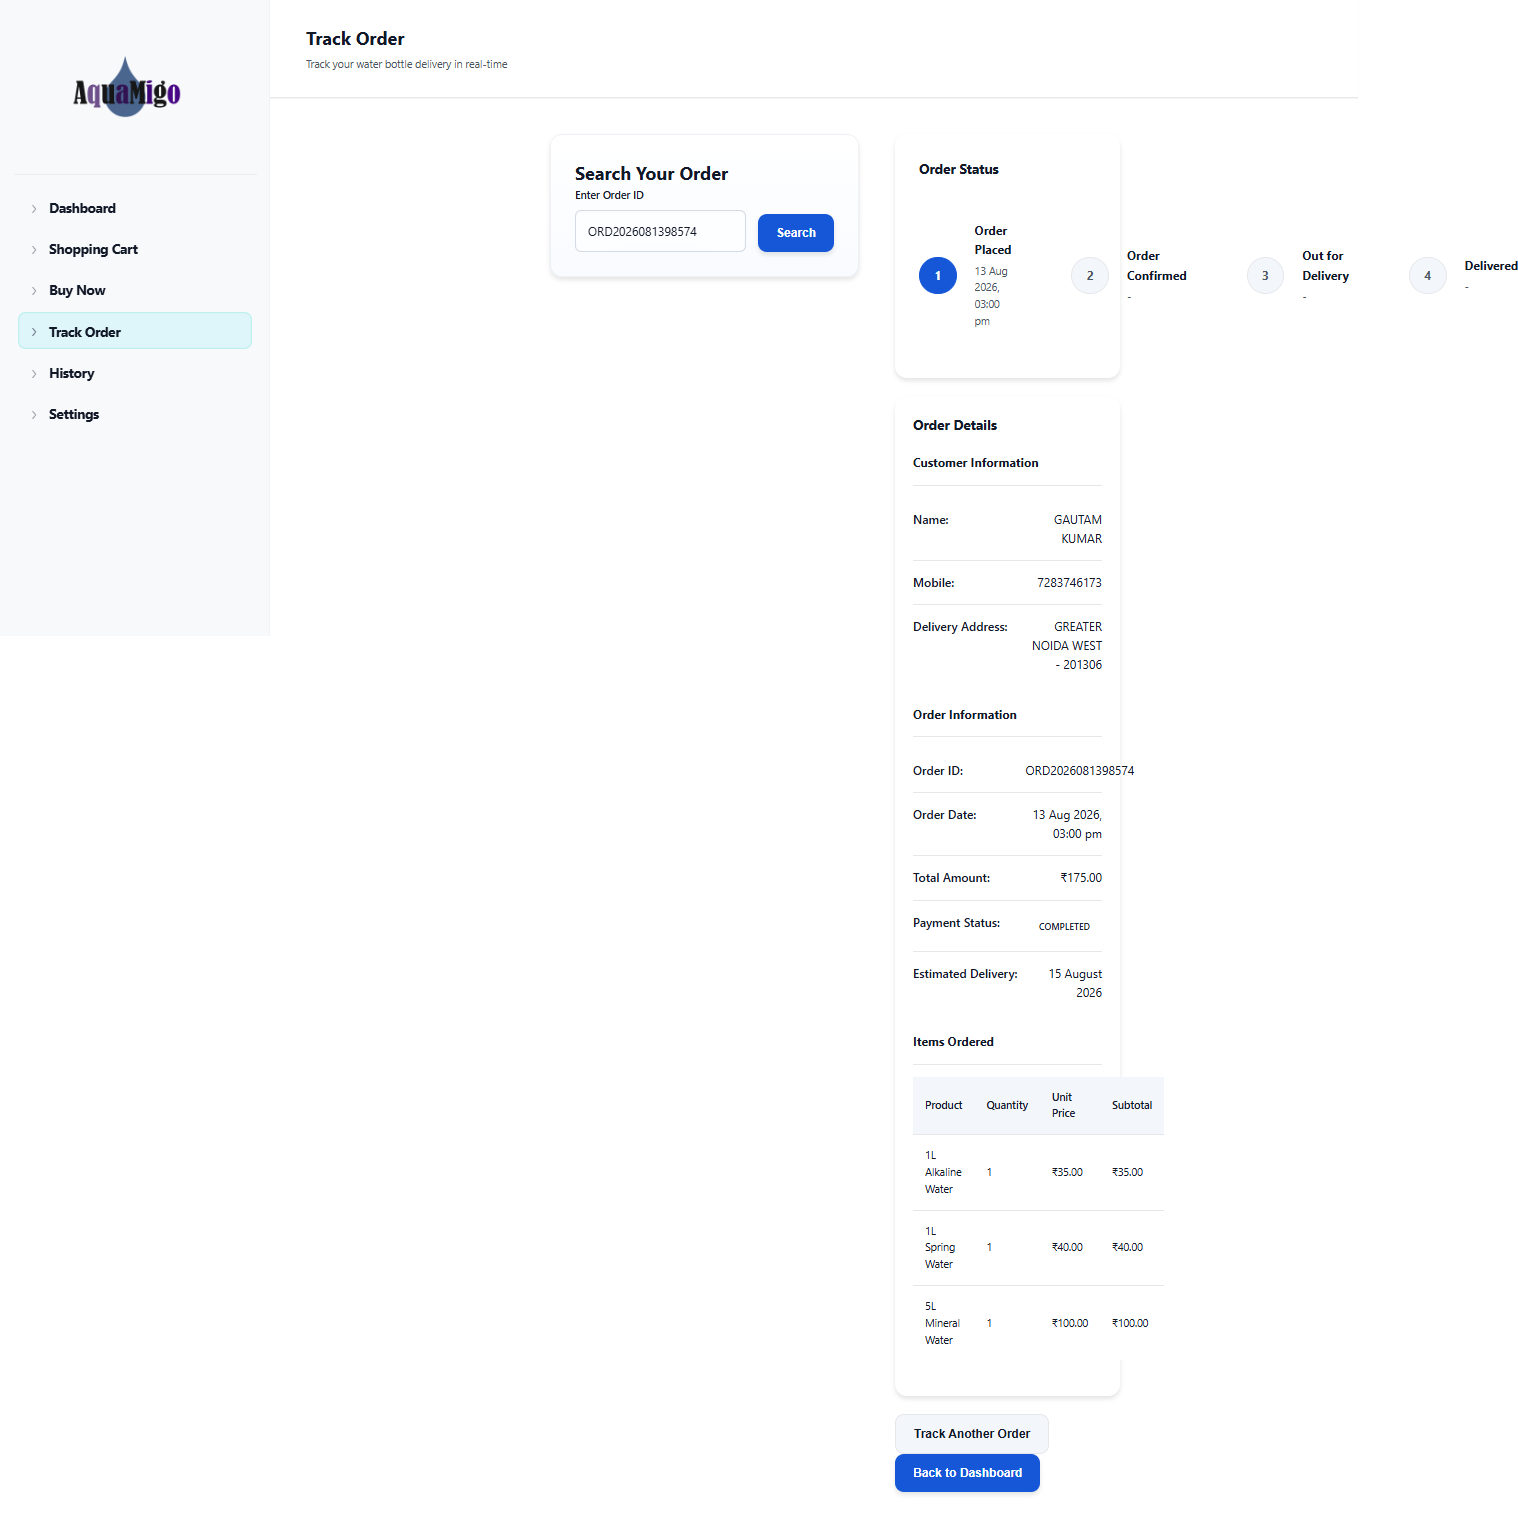 AquaMigo
Dashboard
Shopping Cart
Buy Now
Track Order
History
Settings
Track Order
Track your water bottle delivery in real-time
Search Your Order
Enter Order ID
ORD2026081398574
Search
Order Status
1
Order
Placed
13 Aug
2026,
03:00
pm
2
Order
Confirmed
-
3
Out for
Delivery
-
4
Delivered
-
Order Details
Customer Information
Name: GAUTAM
KUMAR
Mobile: 7283746173
Delivery Address: GREATER
NOIDA WEST
- 201306
Order Information
Order ID: ORD2026081398574
Order Date: 13 Aug 2026,
03:00 pm
Total Amount: ₹175.00
Payment Status: COMPLETED
Estimated Delivery: 15 August
2026
Items Ordered
Product Quantity Unit
Price Subtotal
1L
Alkaline
Water 1 ₹35.00 ₹35.00
1L
Spring
Water 1 ₹40.00 ₹40.00
5L
Mineral
Water 1 ₹100.00 ₹100.00
Track Another Order
Back to Dashboard